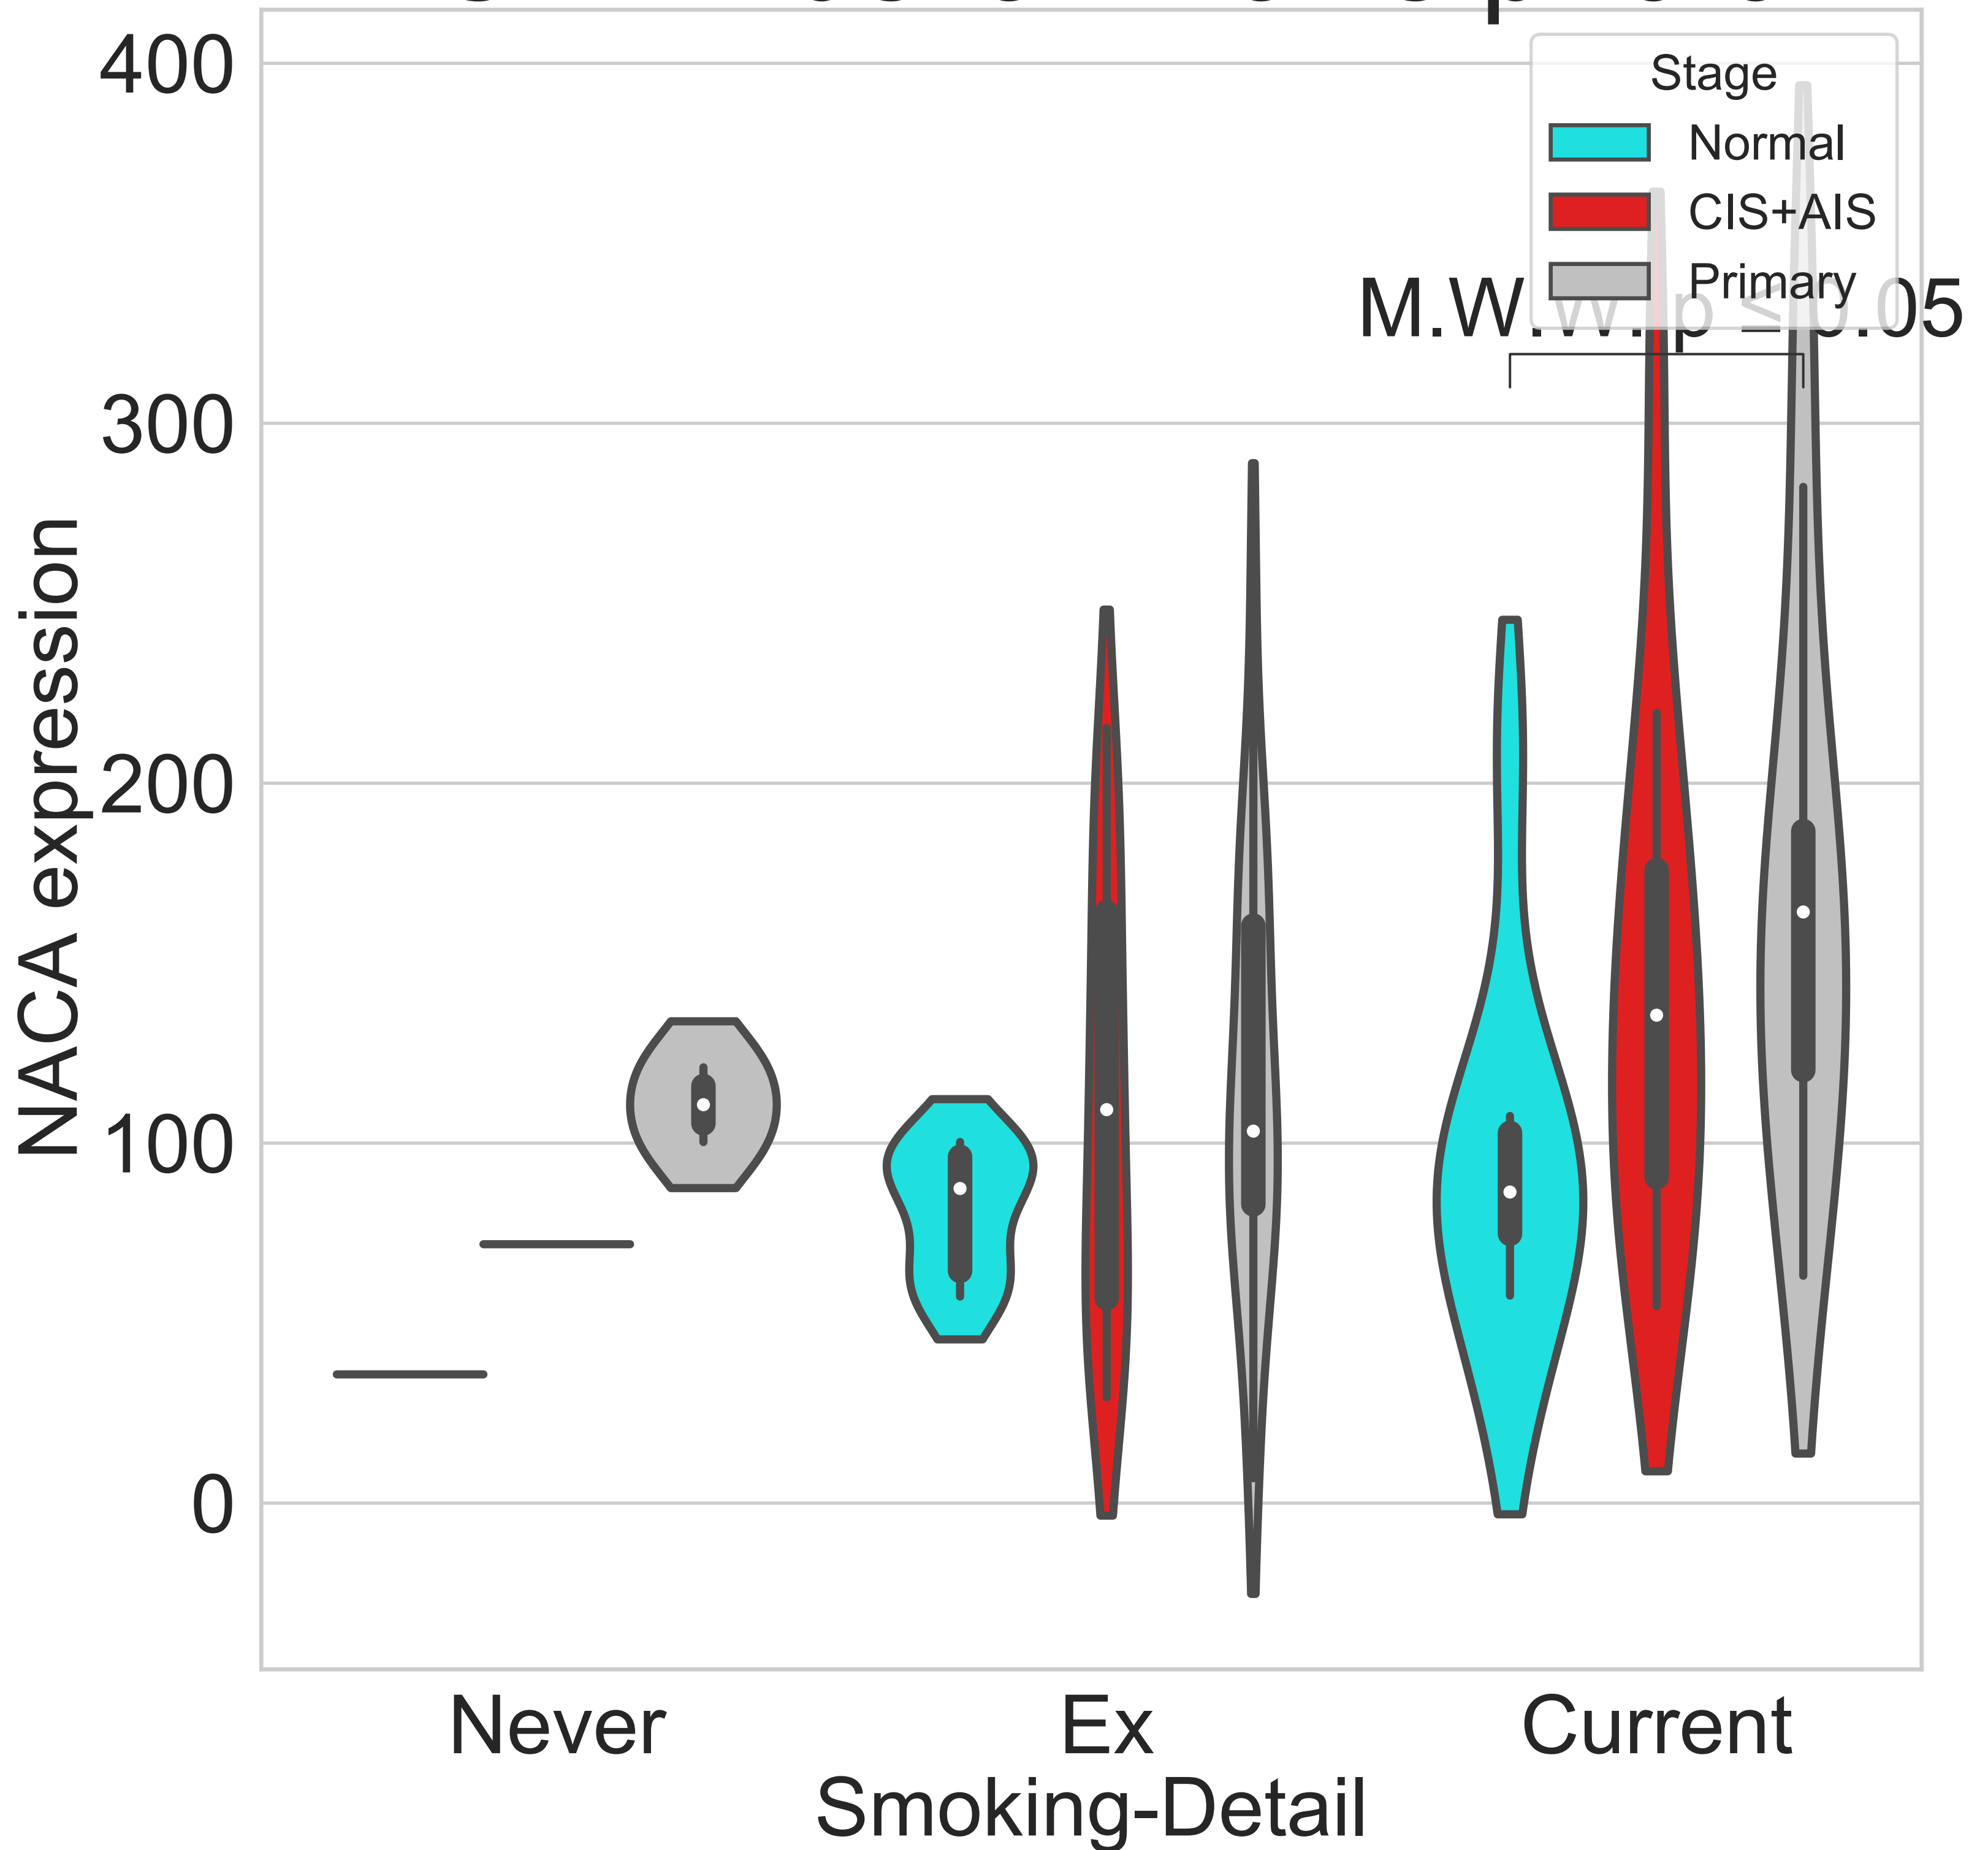 400
300
200
100
0
NACA expression
Stage
Normal
CIS+AIS
Primary
M.W.W. p ≤ 0.05
Never
Ex
Current
Smoking-Detail